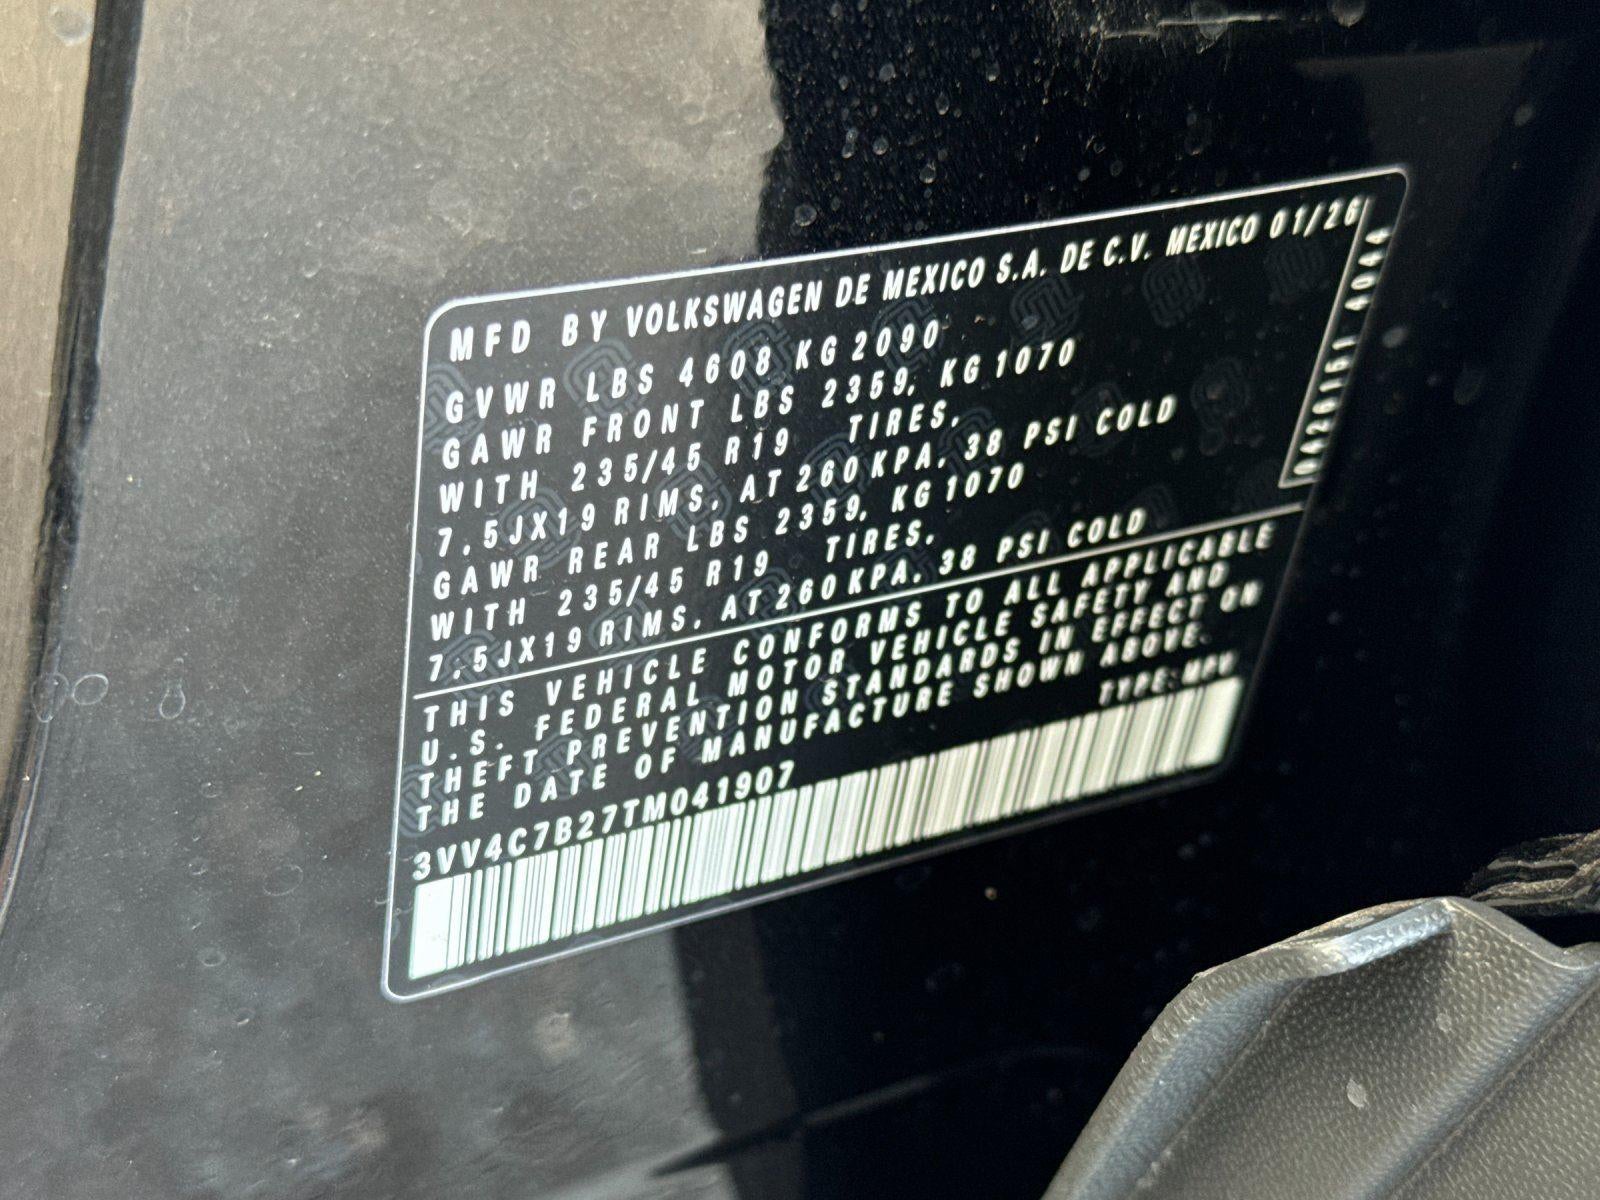 MFD BY VOLKSWAGEN DE MEXICO S.A. DE C.V. MEXICO 01/26
GVWR LBS 4608 KG 2090
GAWR FRONT LBS 2359, KG 1070
WITH 235/45 R19 TIRES,
7.5JX19 RIMS, AT 260 KPA, 38 PSI COLD
GAWR REAR LBS 2359, KG 1070
WITH 235/45 R19 TIRES,
7.5JX19 RIMS, AT 260 KPA, 38 PSI COLD
THIS VEHICLE CONFORMS TO ALL APPLICABLE
U.S. FEDERAL MOTOR VEHICLE SAFETY AND
THEFT PREVENTION STANDARDS IN EFFECT ON
THE DATE OF MANUFACTURE SHOWN ABOVE.
TYPE: MPV
3VV4C7B27TM041907